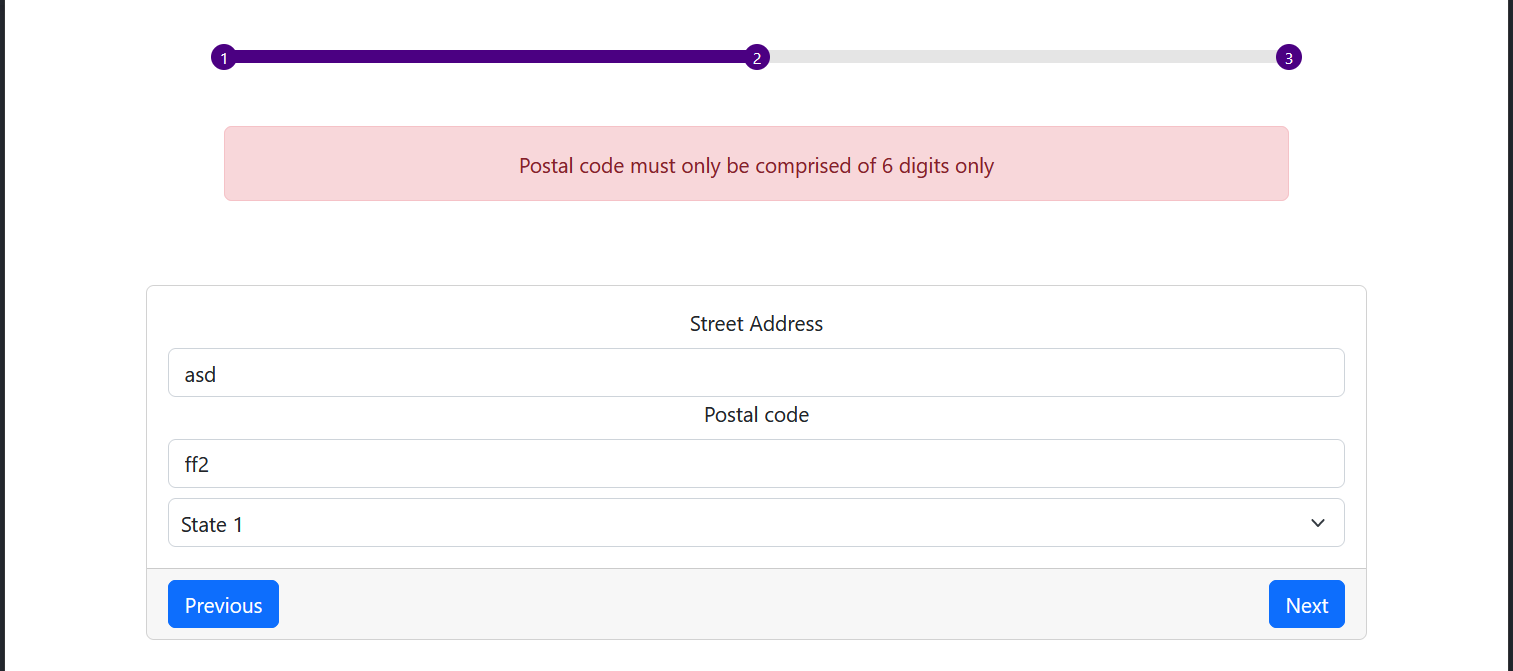 1 2 3
Postal code must only be comprised of 6 digits only
Street Address
asd
Postal code
ff2
State 1
Previous Next